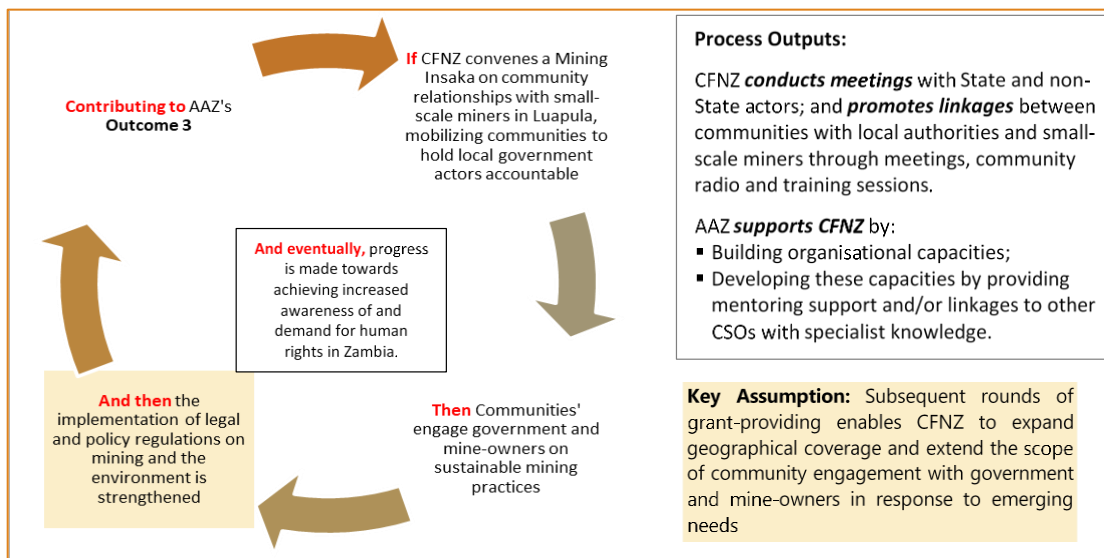 If CFNZ convenes a Mining
Insaka on community
relationships with small-
scale miners in Luapula,
mobilizing communities to
hold local government
actors accountable
Then Communities'
engage government and
mine-owners on
sustainable mining
practices
And then the
implementation of legal
and policy regulations on
mining and the
environment is
strengthened
Contributing to AAZ's
Outcome 3
And eventually, progress
is made towards
achieving increased
awareness of and
demand for human
rights in Zambia.
Process Outputs:
CFNZ conducts meetings with State and non-
State actors; and promotes linkages between
communities with local authorities and small-
scale miners through meetings, community
radio and training sessions.
AAZ supports CFNZ by:
▪ Building organisational capacities;
▪ Developing these capacities by providing
mentoring support and/or linkages to other
CSOs with specialist knowledge.
Key Assumption: Subsequent rounds of
grant-providing enables CFNZ to expand
geographical coverage and extend the scope
of community engagement with government
and mine-owners in response to emerging
needs